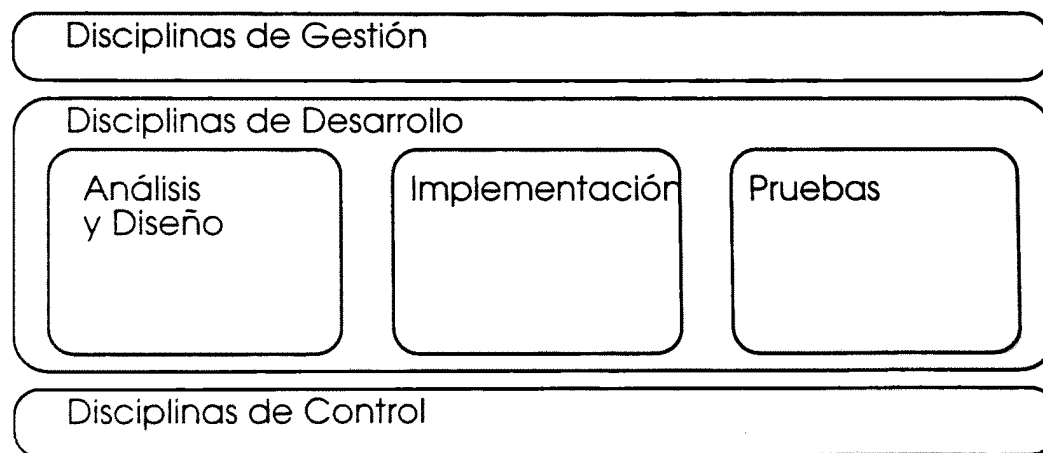 Disciplinas de Gestión
Disciplinas de Desarrollo
Análisis
y Diseño
Implementación
Pruebas
Disciplinas de Control